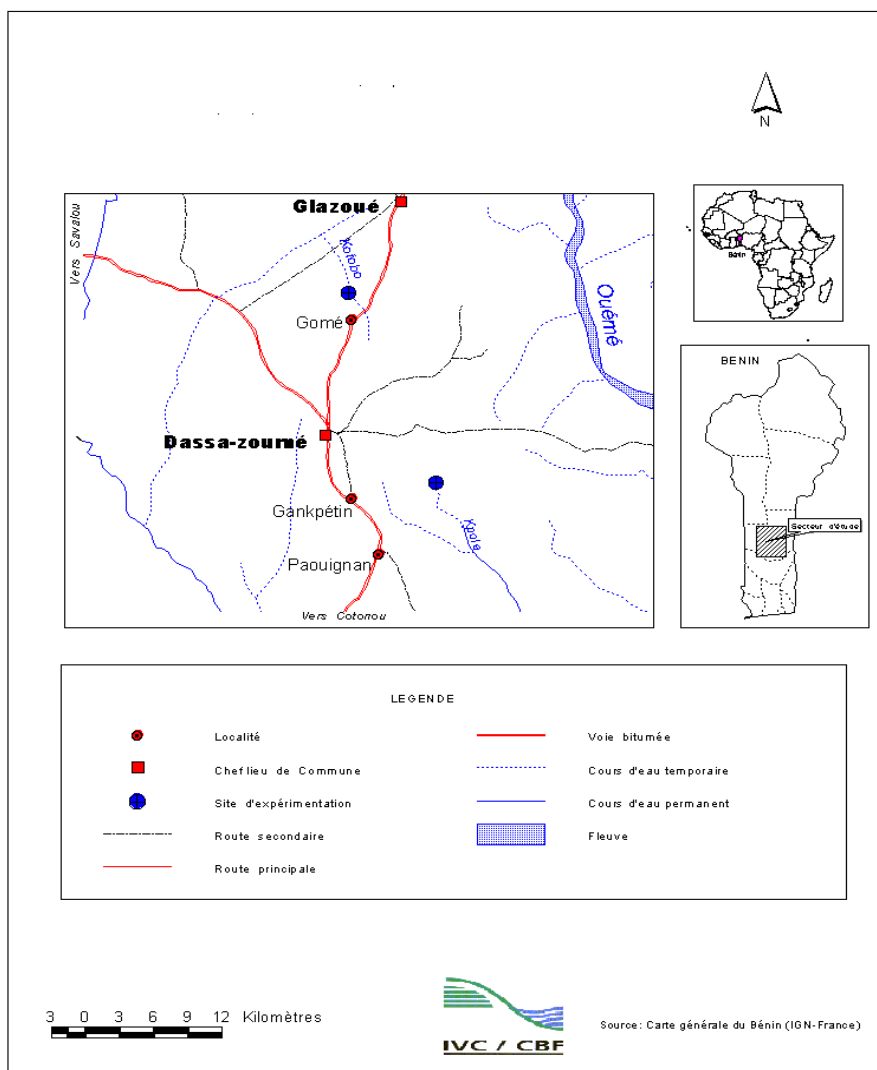 N
Glazoué
Vers Savalou
Kotobo
Gomé
Ouémé
Bénin
BENIN
Dassa-zoumé
Gankpétin
Kpole
Secteur d'étude
Paouignan
Vers Cotonou
LEGENDE
Localité
Voie bitumée
Chef lieu de Commune
Cours d'eau temporaire
Site d'expérimentation
Cours d'eau permanent
Route secondaire
Fleuve
Route principale
3 0 3 6 9 12 Kilomètres
IVC / CBF
Source: Carte générale du Bénin (IGN-France)